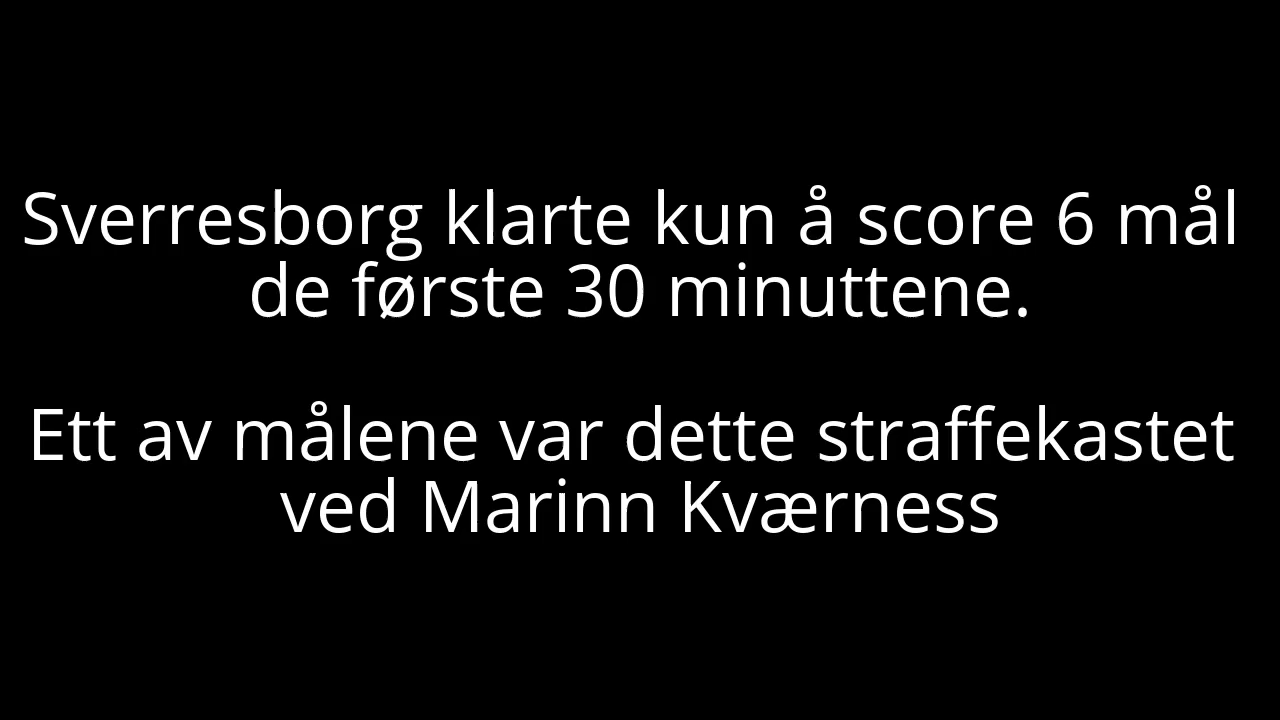 Sverresborg klarte kun å score 6 mål
de første 30 minuttene.
Ett av målene var dette straffekastet
ved Marinn Kværness